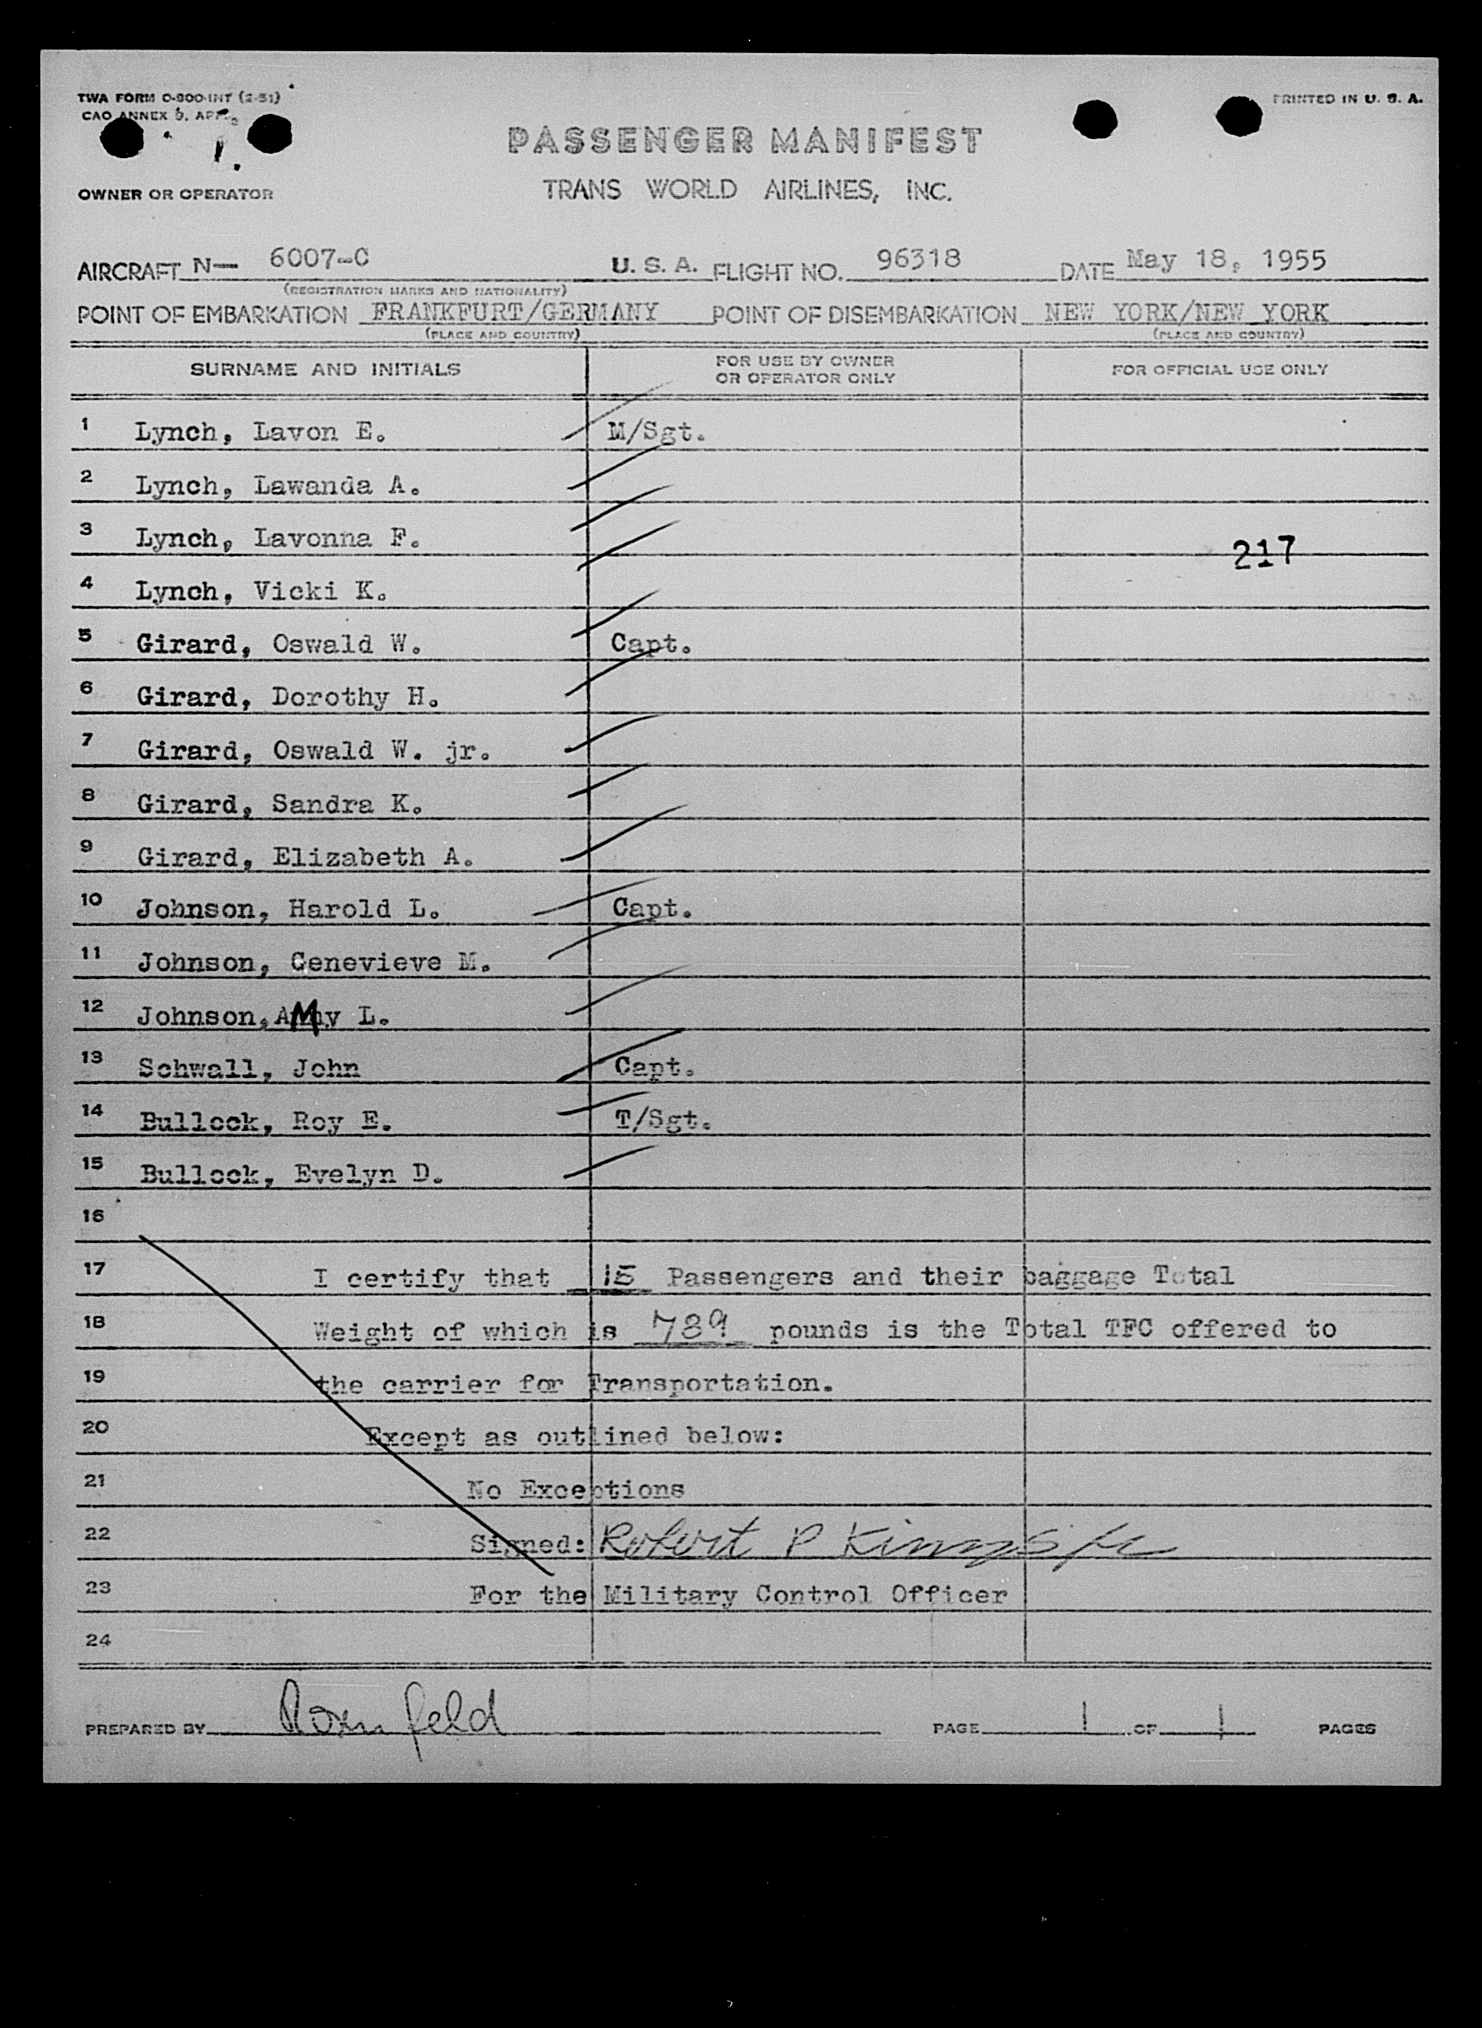 TWA FORM O-800-INT (2-51)
PRINTED IN U. S. A.
CAO ANNEX 9,
PASSENGER MANIFEST
OWNER OR OPERATOR
TRANS WORLD AIRLINES, INC.
AIRCRAFT N— 6007-C U. S. A. FLIGHT NO. 96318 DATE May 18, 1955
(REGISTRATION MARKS AND NATIONALITY)
POINT OF EMBARKATION FRANKFURT/GERMANY POINT OF DISEMBARKATION NEW YORK/NEW YORK
(PLACE AND COUNTRY) (PLACE AND COUNTRY)
SURNAME AND INITIALS FOR USE BY OWNER OR OPERATOR ONLY FOR OFFICIAL USE ONLY
1 Lynch, Lavon E. M/Sgt.
2 Lynch, Lawanda A.
3 Lynch, Lavonna F.
217
4 Lynch, Vicki K.
5 Girard, Oswald W. Capt.
6 Girard, Dorothy H.
7 Girard, Oswald W. jr.
8 Girard, Sandra K.
9 Girard, Elizabeth A.
10 Johnson, Harold L. Capt.
11 Johnson, Genevieve M.
12 Johnson, AMy L.
13 Schwall, John Capt.
14 Bullock, Roy E. T/Sgt.
15 Bullock, Evelyn D.
16
17 I certify that 15 Passengers and their baggage Total
18 Weight of which is 789 pounds is the Total TFC offered to
19 the carrier for Transportation.
20 Except as outlined below:
21 No Exceptions
22 Signed: Robert P
23 For the Military Control Officer
24
PREPARED BY Rosenfeld PAGE 1 OF 1 PAGES